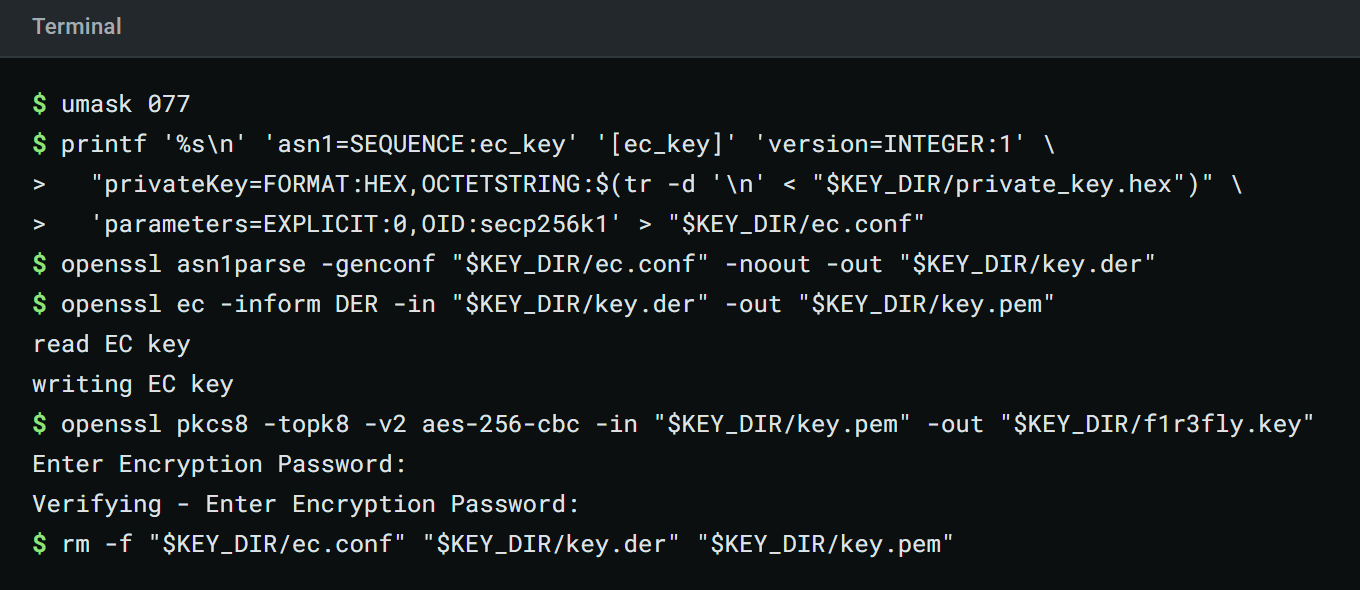 Terminal
$ umask 077
$ printf '%s\n' 'asn1=SEQUENCE:ec_key' '[ec_key]' 'version=INTEGER:1' \
>   "privateKey=FORMAT:HEX,OCTETSTRING:$(tr -d '\n' < "$KEY_DIR/private_key.hex")" \
>   'parameters=EXPLICIT:0,OID:secp256k1' > "$KEY_DIR/ec.conf"
$ openssl asn1parse -genconf "$KEY_DIR/ec.conf" -noout -out "$KEY_DIR/key.der"
$ openssl ec -inform DER -in "$KEY_DIR/key.der" -out "$KEY_DIR/key.pem"
read EC key
writing EC key
$ openssl pkcs8 -topk8 -v2 aes-256-cbc -in "$KEY_DIR/key.pem" -out "$KEY_DIR/f1r3fly.key"
Enter Encryption Password:
Verifying - Enter Encryption Password:
$ rm -f "$KEY_DIR/ec.conf" "$KEY_DIR/key.der" "$KEY_DIR/key.pem"